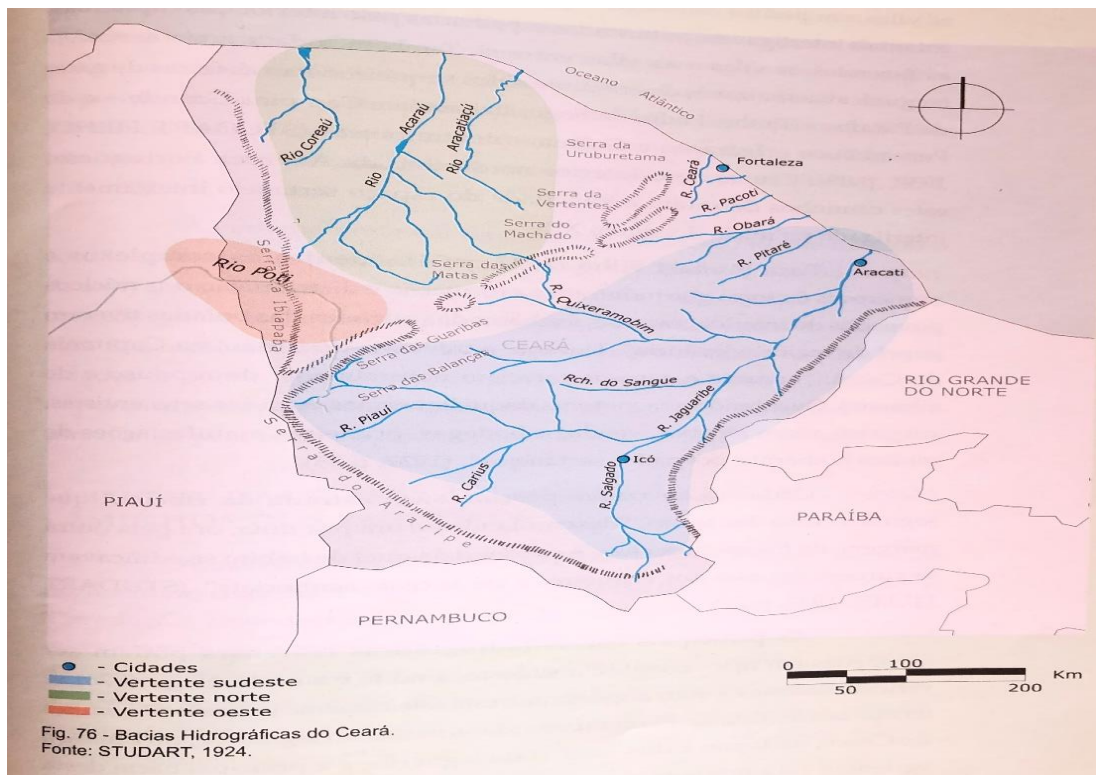 Oceano
Atlântico
Rio Coreaú
Rio
Acaraú
Rio Aracatiaçú
Serra da
Uruburetama
R. Ceará
Fortaleza
Serra da
Vertentes
R. Pacoti
Serra do
Machado
R. Obará
R. Pitaré
Serra das
Matas
Aracati
Rio Poti
Serra da Ibiapaba
R. Quixeramobim
CEARÁ
Serra das Guaribas
Serra das Balanças
Rch. do Sangue
R. Jaguaribe
RIO GRANDE
DO NORTE
R. Piauí
Icó
R. Salgado
R. Carius
Serra do Araripe
PIAUÍ
PARAÍBA
PERNAMBUCO
- Cidades
- Vertente sudeste
- Vertente norte
- Vertente oeste
0 100 Km
50 200
Fig. 76 - Bacias Hidrográficas do Ceará.
Fonte: STUDART, 1924.